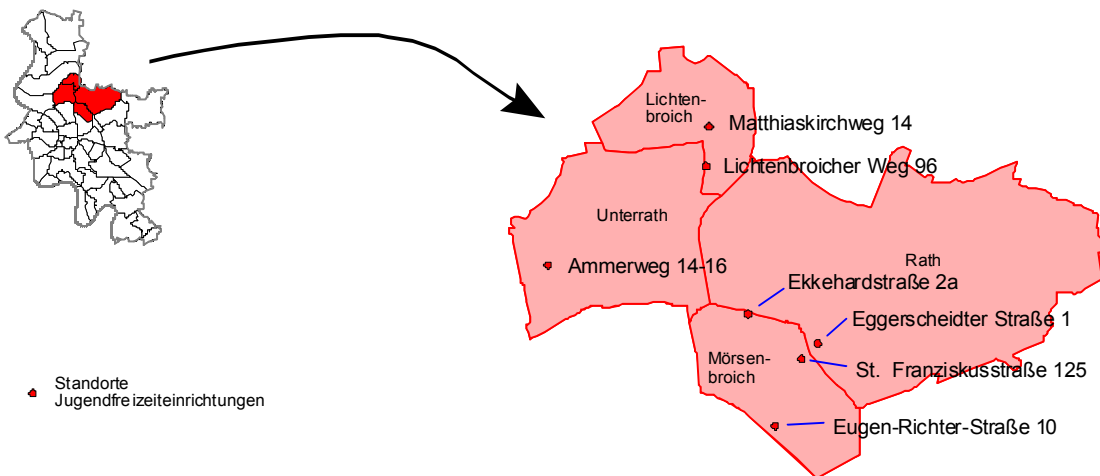 Lichten-
broich
Matthiaskirchweg 14
Lichtenbroicher Weg 96
Unterrath
Rath
Ammerweg 14-16
Ekkehardstraße 2a
Eggerscheidter Straße 1
Mörsen-
broich
St. Franziskusstraße 125
Eugen-Richter-Straße 10
Standorte
Jugendfreizeiteinrichtungen